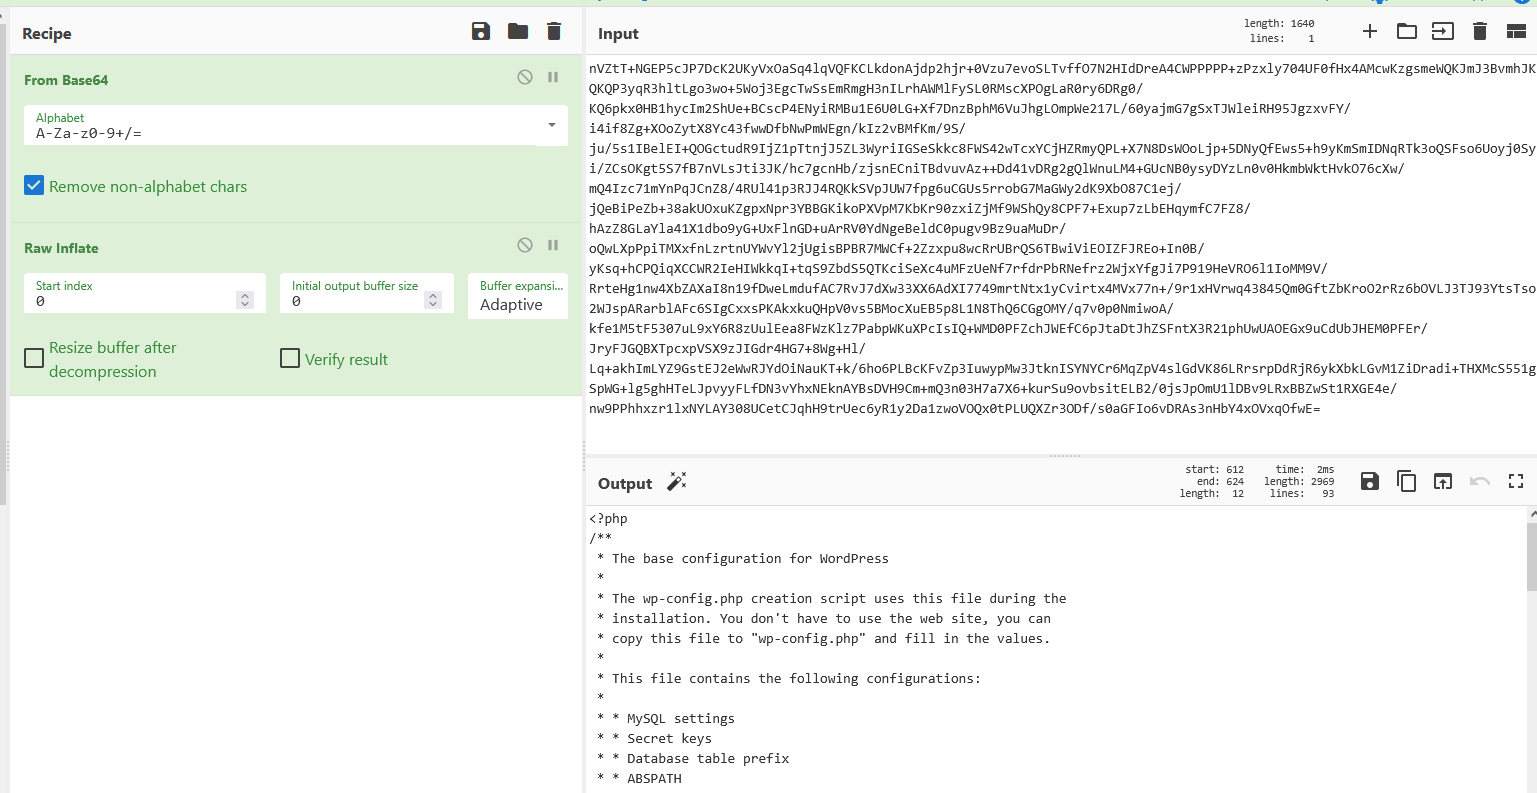 Recipe
From Base64
Alphabet
A-Za-z0-9+/=
Remove non-alphabet chars
Raw Inflate
Start index
0
Initial output buffer size
0
Buffer expansi...
Adaptive
Resize buffer after
decompression
Verify result
Input
length: 1640
lines: 1
nVZtT+NGEP5cJP7DcK2UKyVxOaSq4lqVQFKCLkdonAjdp2hjr+0Vzu7evoSLTvffO7N2HIdDreA4CWPPPPP+zPzxly704UF0fHx4AMcwKzgsmeWQKJmJ3BvmhJK
QKQP3yqR3hltLgo3wo+5Woj3EgcTwSsEmRmgH3nILrhAWMlFySL0RMscXPOgLaR0ry6DRg0/
KQ6pkx0HB1hycIm2ShUe+BCscP4ENyiRMBu1E6U0LG+Xf7DnzBphM6VuJhgLOmpWe217L/60yajmG7gSxTJWleiRH95JgzxvFY/
i4if8Zg+XOoZytX8Yc43fwwDfbNwPmWEgn/kIz2vBMfKm/9S/
ju/5s1IBelEI+QOGctudR9IjZ1pTtnjJ5ZL3WyriIGSeSkkc8FWS42wTcxYCjHZRmyQPL+X7N8DsWOoLjp+5DNyQfEws5+h9yKmSmIDNqRTk3oQSFso6Uoyj0Sy
i/ZCsOKgt5S7fB7nVLsJti3JK/hc7gcnHb/zjsnECniTBdvuvAz++Dd41vDRg2gQlWnuLM4+GUcNB0ysyDYzLn0v0HkmbWktHvkO76cXw/
mQ4Izc71mYnPqJCnZ8/4RUl41p3RJJ4RQKkSVpJUW7fpg6uCGUs5rrobG7MaGWy2dK9XbO87C1ej/
jQeBiPeZb+38akUOxuKZgpxNpr3YBBGKikoPXVpM7KbKr90zxiZjMf9WShQy8CPF7+Exup7zLbEHqymfC7FZ8/
hAzZ8GLaYla41X1dbo9yG+UxFlnGD+uArRV0YdNgeBeldC0pugv9Bz9uaMuDr/
oQwLXpPpiTMXxfnLzrtnUYWvYl2jUgisBPBR7MWCf+2Zzxpu8wcRrUBrQS6TBwiViEOIZFJREo+In0B/
yKsq+hCPQiqXCCWR2IeHIWkkqI+tqS9ZbdS5QTKciSeXc4uMFzUeNf7rfdrPbRNefrz2WjxYfgJi7P919HeVRO6l1IoMM9V/
RrteHg1nw4XbZAXaI8n19fDweLmdufAC7RvJ7dXw33XX6AdXI7749mrtNtx1yCvirtx4MVx77n+/9r1xHVrwq43845Qm0GftZbKroO2rRz6bOVLJ3TJ93YtsTso
2WJspARarblAFc6SIgCxxsPKAkxkuQHpV0vs5BMocXuEB5p8L1N8ThQ6CGgOMY/q7v0p0NmiwoA/
kfe1M5tF5307uL9xY6R8zUulEea8FWzKlz7PabpWKuXPcIsIQ+WMD0PFZchJWEfC6pJtaDtJhZSFntX3R21phUwUAOEGx9uCdUbJHEM0PFEr/
JryFJGQBXTpcxpVSX9zJIGdr4HG7+8Wg+Hl/
Lq+akhImLYZ9GstEJ2eWwRJYdOiNauKT+k/6ho6PLBcKFvZp3IuwypMw3JtknISYNYCr6MqZpV4slGdVK86LRrsrpDdRjR6ykXbkLGvM1ZiDradi+THXMcS551g
SpWG+lg5ghHTeLJpvyyFLfDN3vYhxNEknAYBsDVH9Cm+mQ3n03H7a7X6+kurSu9ovbsitELB2/0jsJpOmU1lDBv9LRxBBZwSt1RXGE4e/
nw9PPhhxzr1lxNYLAY308UCetCJqhH9trUec6yR1y2Da1zwoVOQx0tPLUQXZr3ODf/s0aGFIo6vDRAs3nHbY4xOVxqOfwE=
Output
start: 612
end: 624
length: 12
time: 2ms
length: 2969
lines: 93
<?php
/**
* The base configuration for WordPress
*
* The wp-config.php creation script uses this file during the
* installation. You don't have to use the web site, you can
* copy this file to "wp-config.php" and fill in the values.
*
* This file contains the following configurations:
*
* * MySQL settings
* * Secret keys
* * Database table prefix
* * ABSPATH